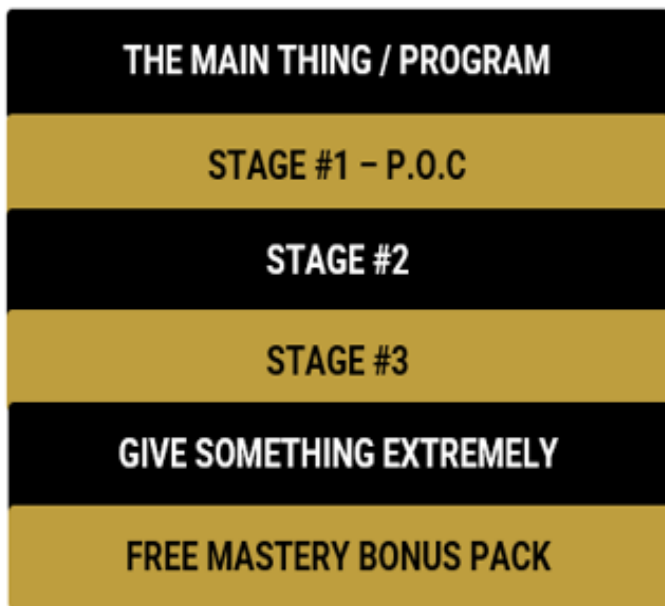 THE MAIN THING / PROGRAM
STAGE #1 – P.O.C
STAGE #2
STAGE #3
GIVE SOMETHING EXTREMELY
FREE MASTERY BONUS PACK